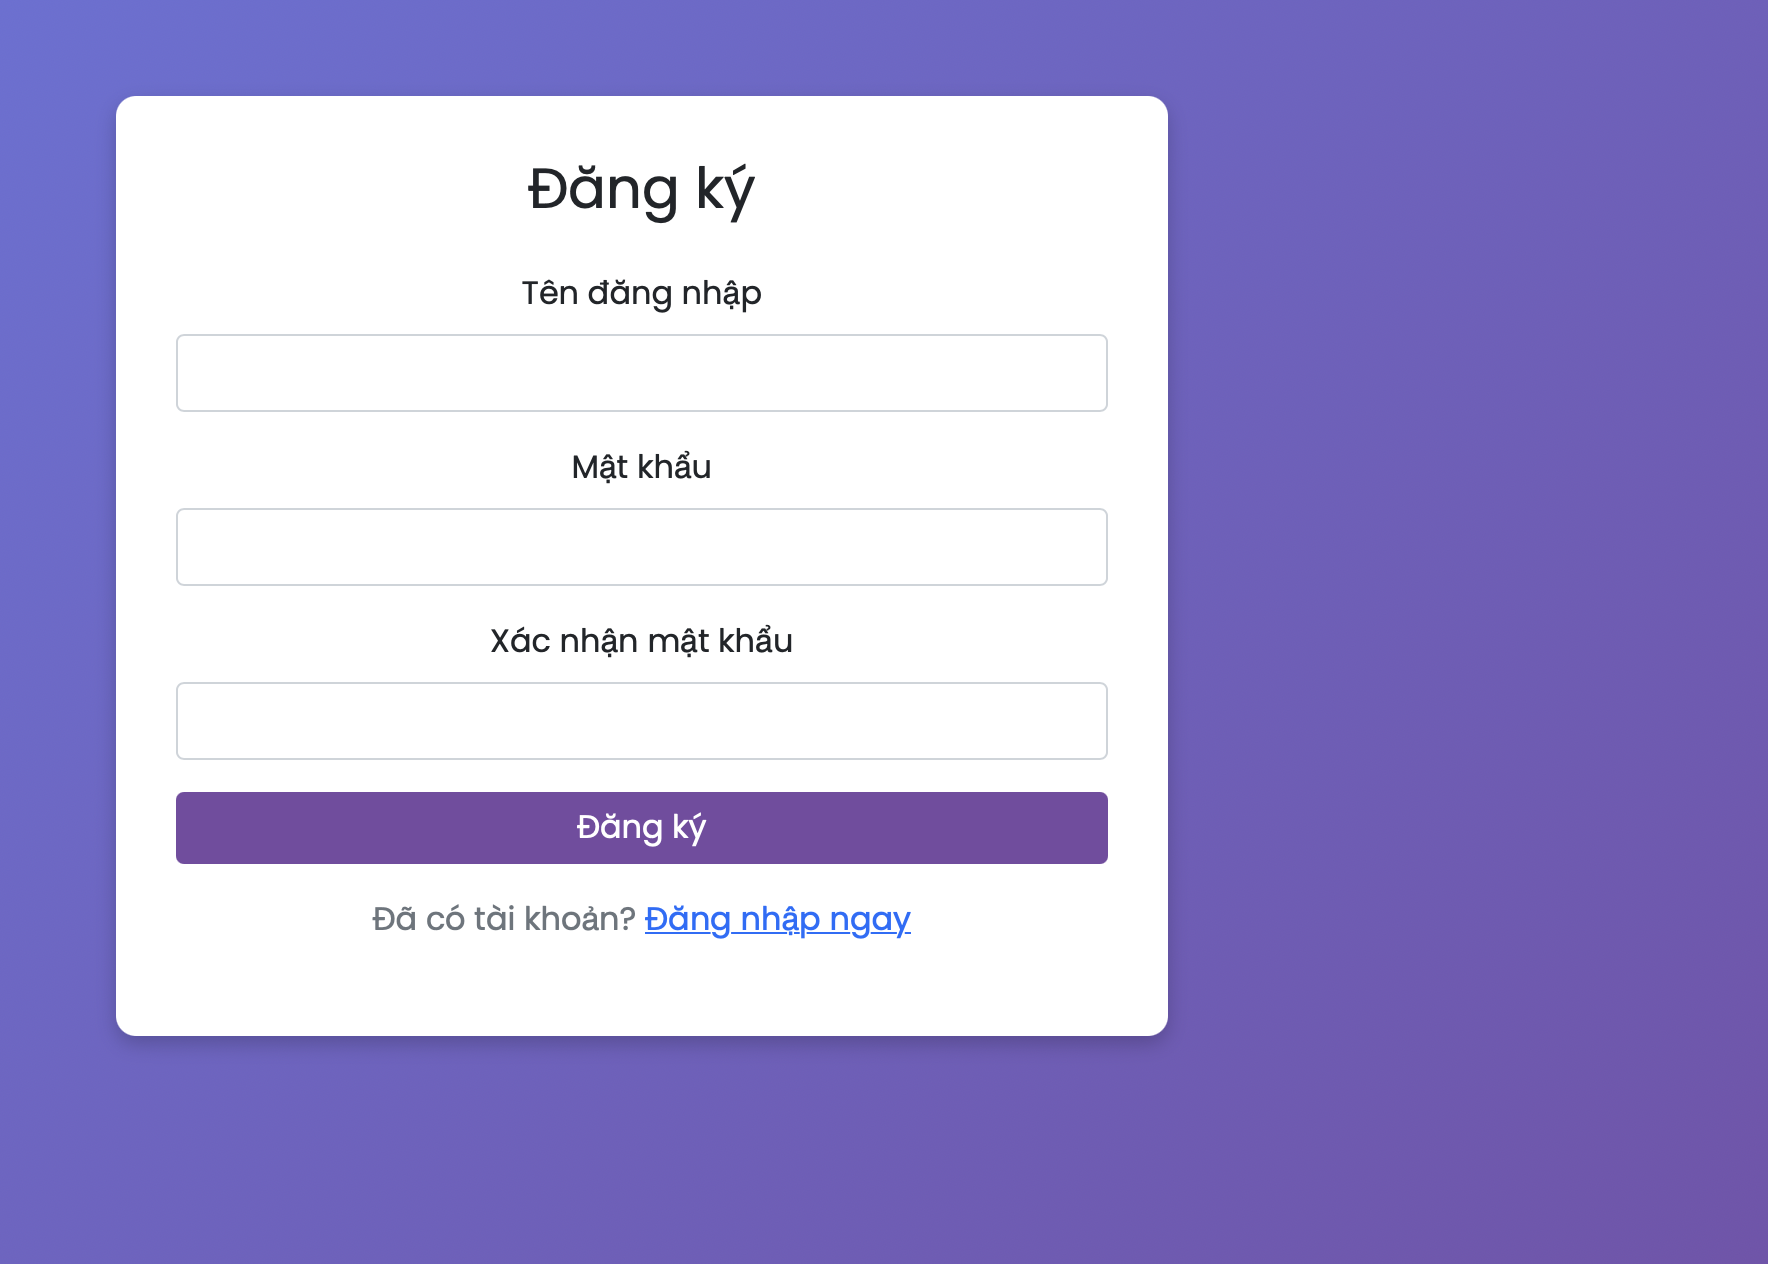 Đăng ký
Tên đăng nhập
Mật khẩu
Xác nhận mật khẩu
Đăng ký
Đã có tài khoản? Đăng nhập ngay